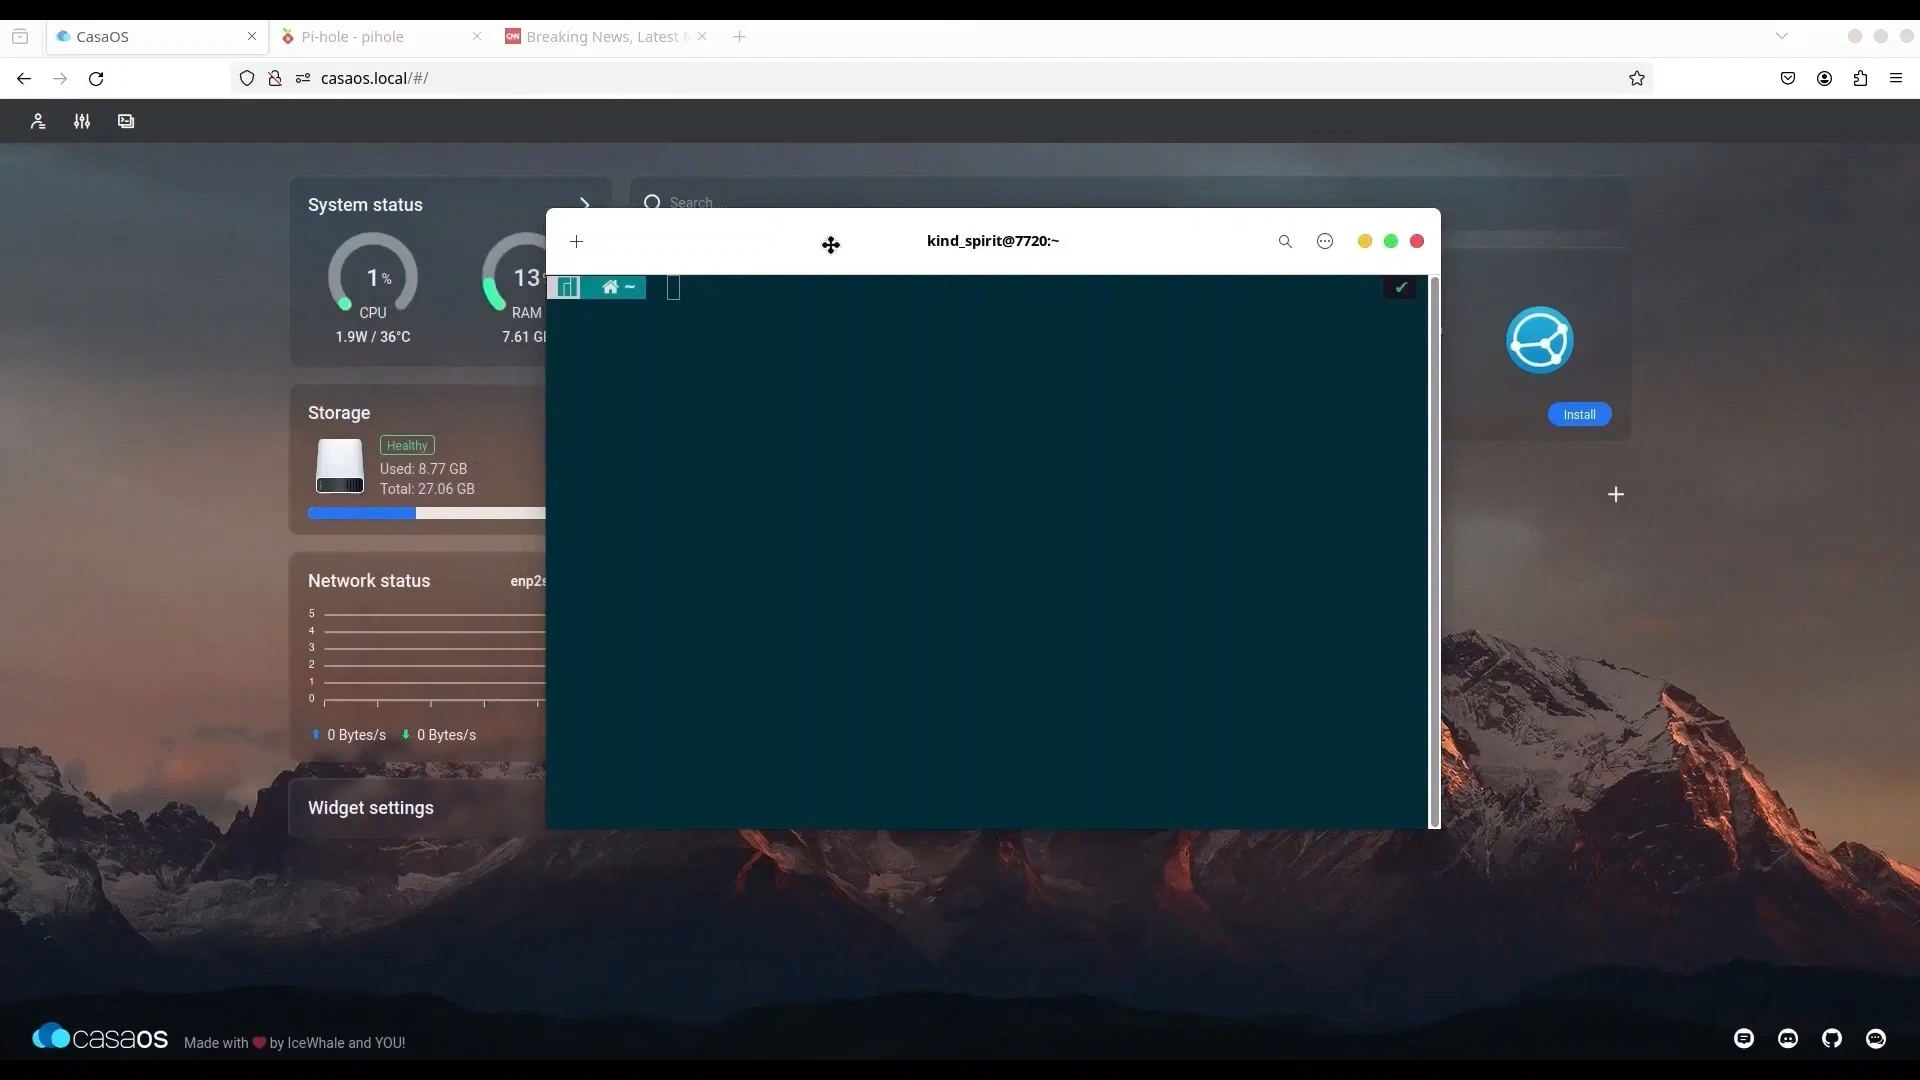 CasaOS
Pi-hole - pihole
Breaking News, Latest
casaos.local/#/
System status
Search...
kind_spirit@7720:~
1%
13
CPU
RAM
1.9W / 36°C
7.61 G
~
✔
Storage
Healthy
Used: 8.77 GB
Total: 27.06 GB
Install
Network status
enp2s
5
4
3
2
1
0
0 Bytes/s
0 Bytes/s
Widget settings
casaos
Made with ❤ by IceWhale and YOU!